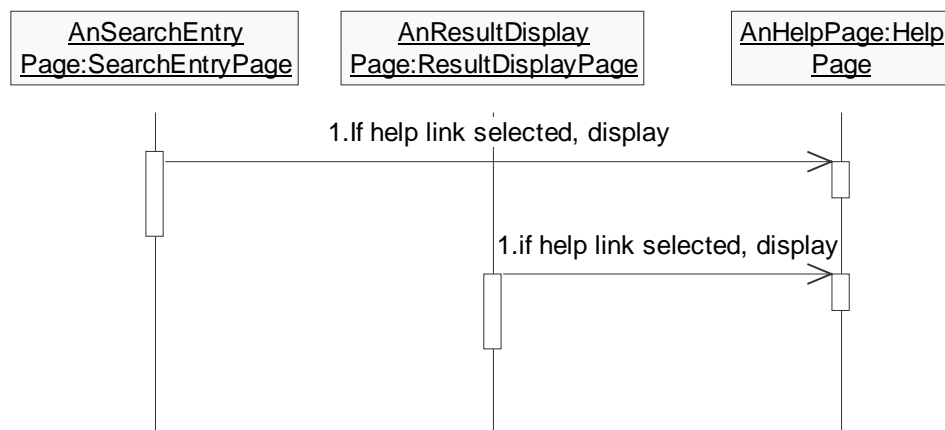 AnSearchEntry
Page:SearchEntryPage
AnResultDisplay
Page:ResultDisplayPage
AnHelpPage:Help
Page
1.If help link selected, display
1.if help link selected, display